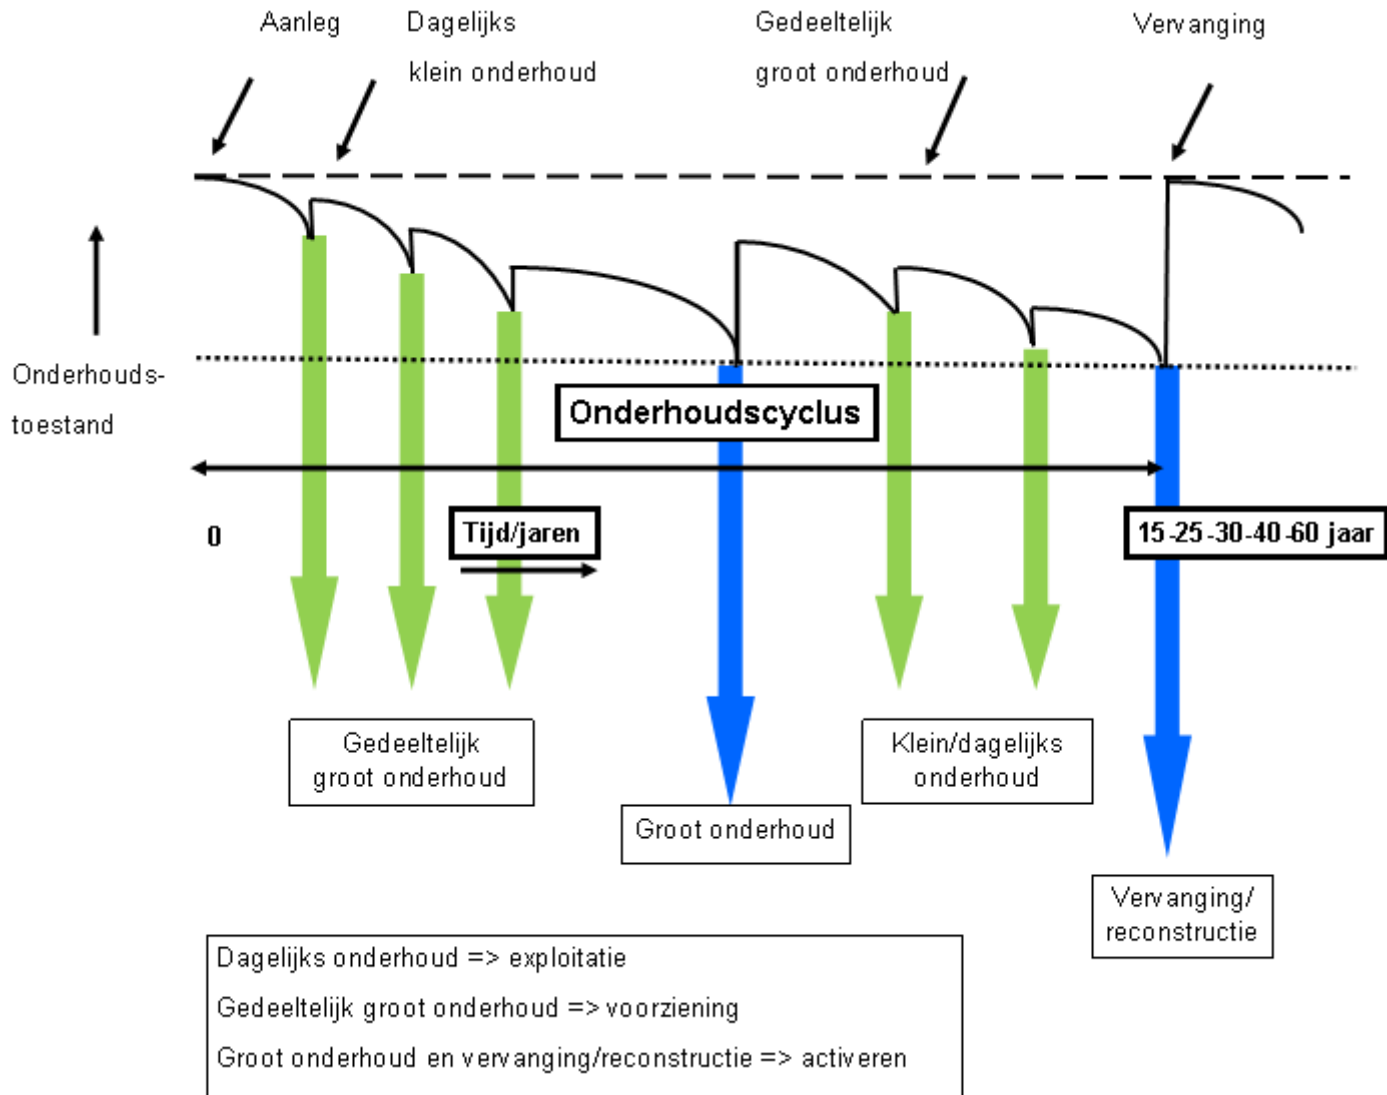 Aanleg
Dagelijks
klein onderhoud
Gedeeltelijk
groot onderhoud
Vervanging
Onderhouds-
toestand
Onderhoudscyclus
0
Tijd/jaren
15-25-30-40-60 jaar
Gedeeltelijk
groot onderhoud
Klein/dagelijks
onderhoud
Groot onderhoud
Vervanging/
reconstructie
Dagelijks onderhoud => exploitatie
Gedeeltelijk groot onderhoud => voorziening
Groot onderhoud en vervanging/reconstructie => activeren